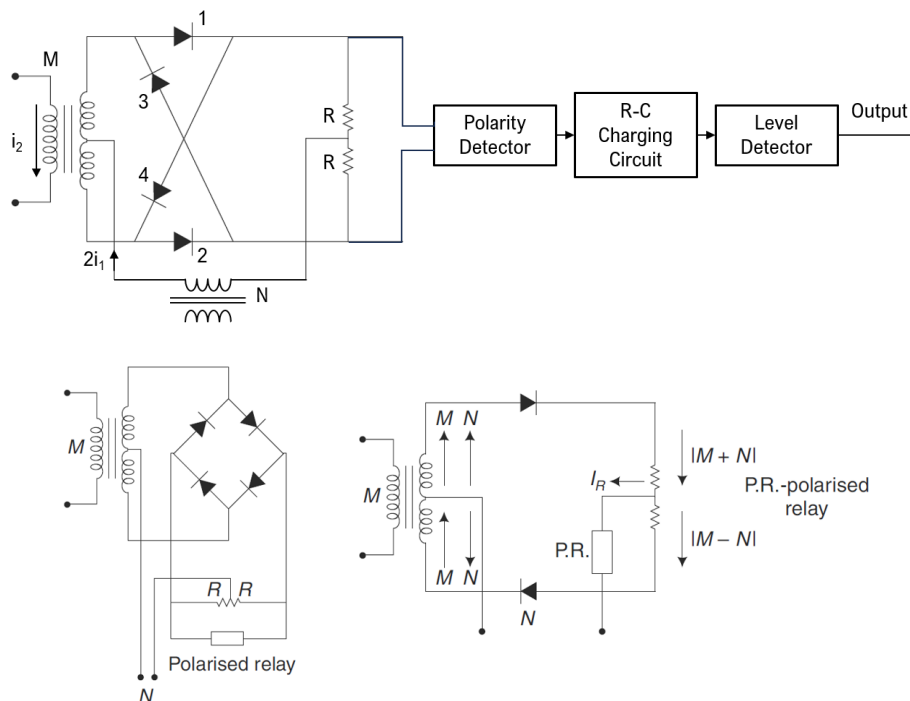 1
M
3
i2
R
R
4
2i1
2
N
Polarity
Detector
R-C
Charging
Circuit
Level
Detector
Output
M
R R
Polarised relay
N
M
M N
M N
N
IR
P.R.
|M + N|
P.R.-polarised
relay
|M – N|